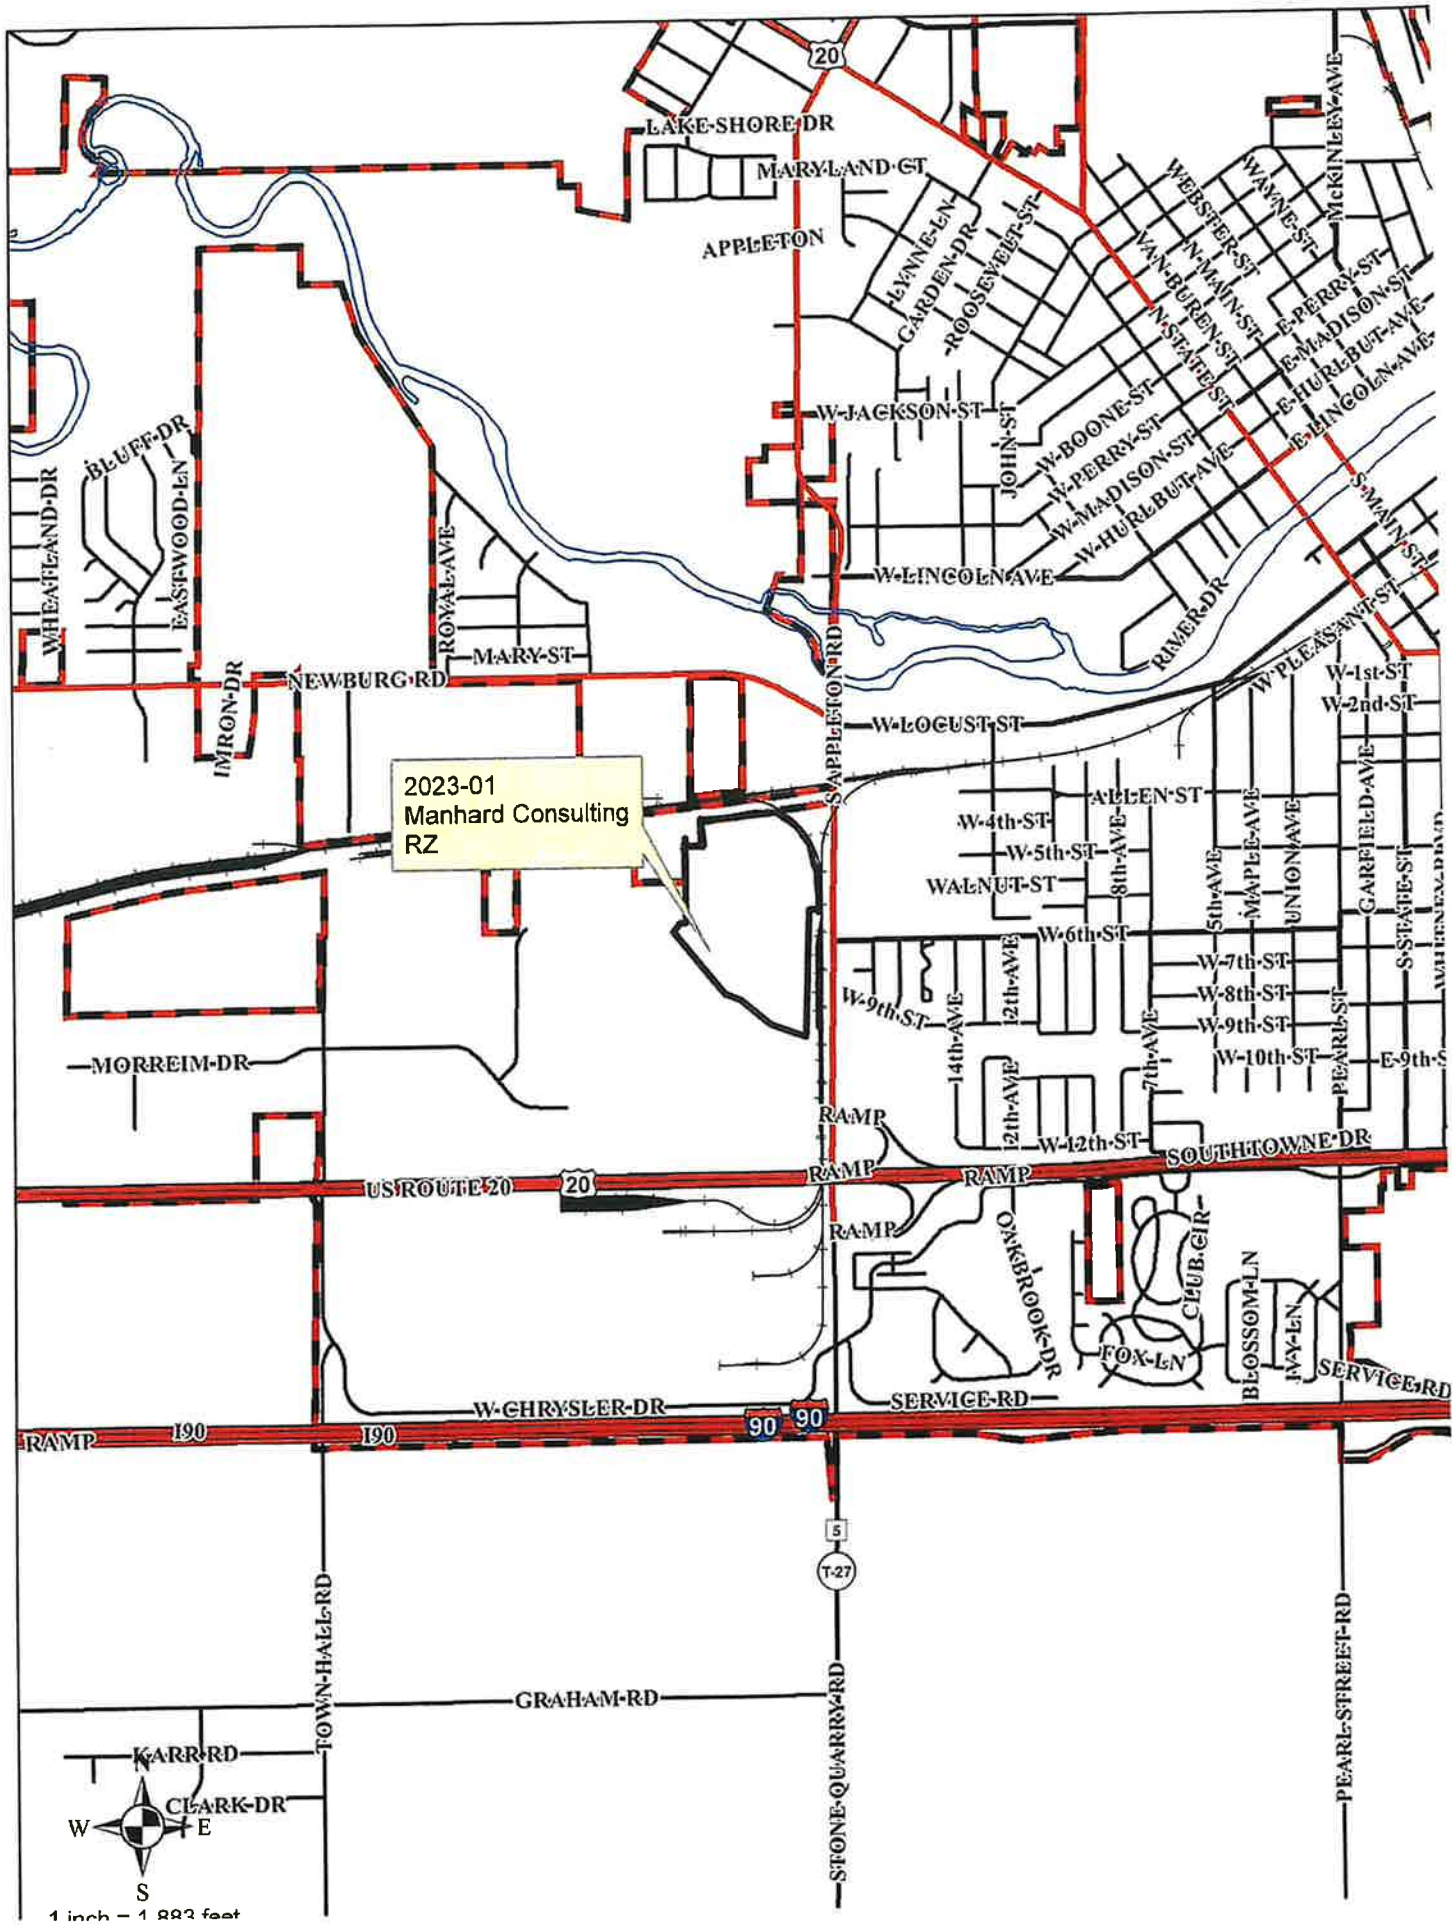 20
McKINLEY AVE
LAKE SHORE DR
MARYLAND CT
WEBSTER ST
WAYNE ST
APPLETON
LYNNE LN
GARDEN DR
ROOSEVELT ST
VAN BUREN ST
N MAIN ST
N STATE ST
E PERRY ST
E MADISON ST
E HURLBUT AVE
E LINCOLN AVE
W JACKSON ST
JOHN ST
W BOONE ST
W PERRY ST
W MADISON ST
W HURLBUT AVE
S MAIN ST
BLUFF DR
WHEATLAND DR
EASTWOOD LN
ROYAL AVE
W LINCOLN AVE
RIVER DR
W PLEASANT ST
MARY ST
NEWBURG RD
IMRON DR
S APPLETON RD
W LOCUST ST
W 1st ST
W 2nd ST
2023-01
Manhard Consulting
RZ
ALLEN ST
W 4th ST
W 5th ST
WALNUT ST
8th AVE
5th AVE
MAPLE AVE
UNION AVE
GARFIELD AVE
S STATE ST
WHITNEY BLVD
W 6th ST
W 7th ST
W 8th ST
W 9th ST
W 10th ST
W 9th ST
14th AVE
12th AVE
7th AVE
PEARL ST
E 9th S
MORREIM DR
12th AVE
W 12th ST
RAMP
RAMP
RAMP
SOUTHTOWNE DR
US ROUTE 20
20
RAMP
OAKBROOK DR
CLUB CIR
BLOSSOM LN
IVY LN
FOX LN
SERVICE RD
SERVICE RD
W CHRYSLER DR
90
90
RAMP
I90
I90
5
T-27
TOWN HALL RD
GRAHAM RD
STONE QUARRY RD
PEARL STREET RD
KARR RD
CLARK DR
N
W
E
S
1 inch = 1,883 feet